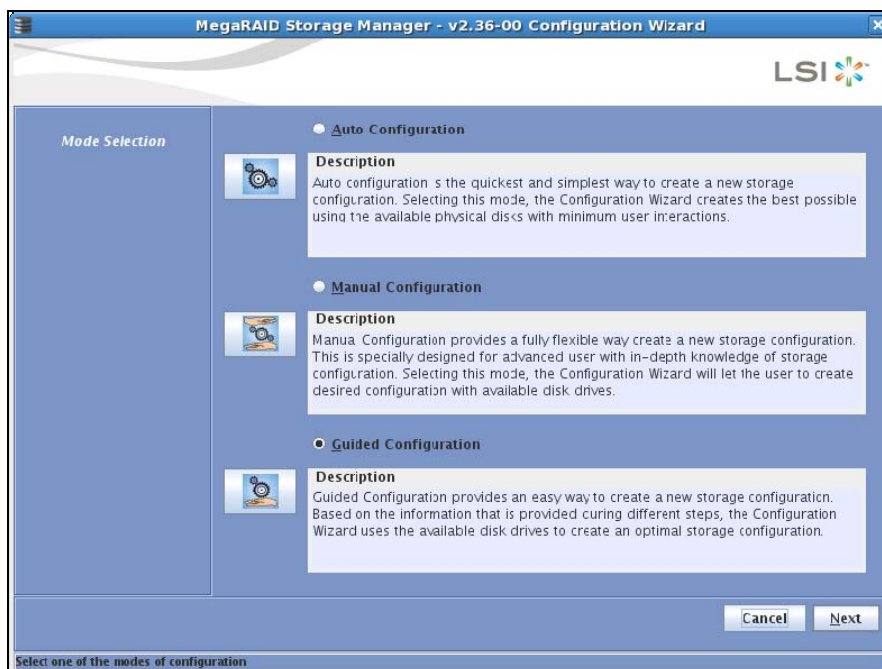 MegaRAID Storage Manager - v2.36-00 Configuration Wizard
LSI
Mode Selection
Auto Configuration
Description
Auto configuration s the quickest and simplest way to create a new storage
configuration. Selecting this mode, the Configuration Wizard creates the best possible
using the available physical disks with minimum user interactions.
Manual Configuration
Description
Manua Configuration provides a fully flexible way create a new storage configuration.
This is specially designed for advanced user with in-depth knowledge of storage
configuration. Selecting this mode, the Configuration Wizard will let the user to create
desired configuration with available disk drives.
Guided Configuration
Description
Guided Configuration provides an easy way to create a new storage configuration.
Based on the information that is provided curing different steps, the Configuration
Wizard uses the available disk drives to create an optimal storage configuration.
Cancel
Next
Select one of the modes of configuration